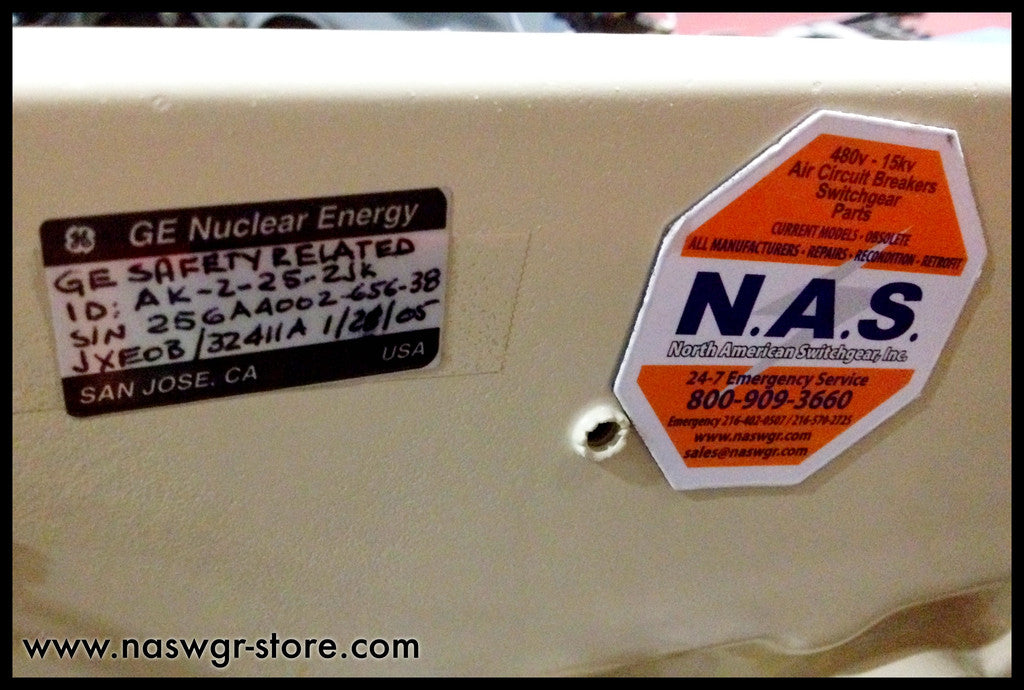 GE Nuclear Energy
GE SAFETY RELATED
ID: AK-2-25-2JK
S/N 256AA002-656-38
JXE0B/32411A 1/28/05
SAN JOSE, CA USA
480v - 15kv
Air Circuit Breakers
Switchgear
Parts
CURRENT MODELS - OBSOLETE
ALL MANUFACTURERS - REPAIRS - RECONDITION - RETROFIT
N.A.S.
North American Switchgear, Inc.
24-7 Emergency Service
800-909-3660
Emergency 216-402-0507 / 216-570-2725
www.naswgr.com
sales@naswgr.com
www.naswgr-store.com